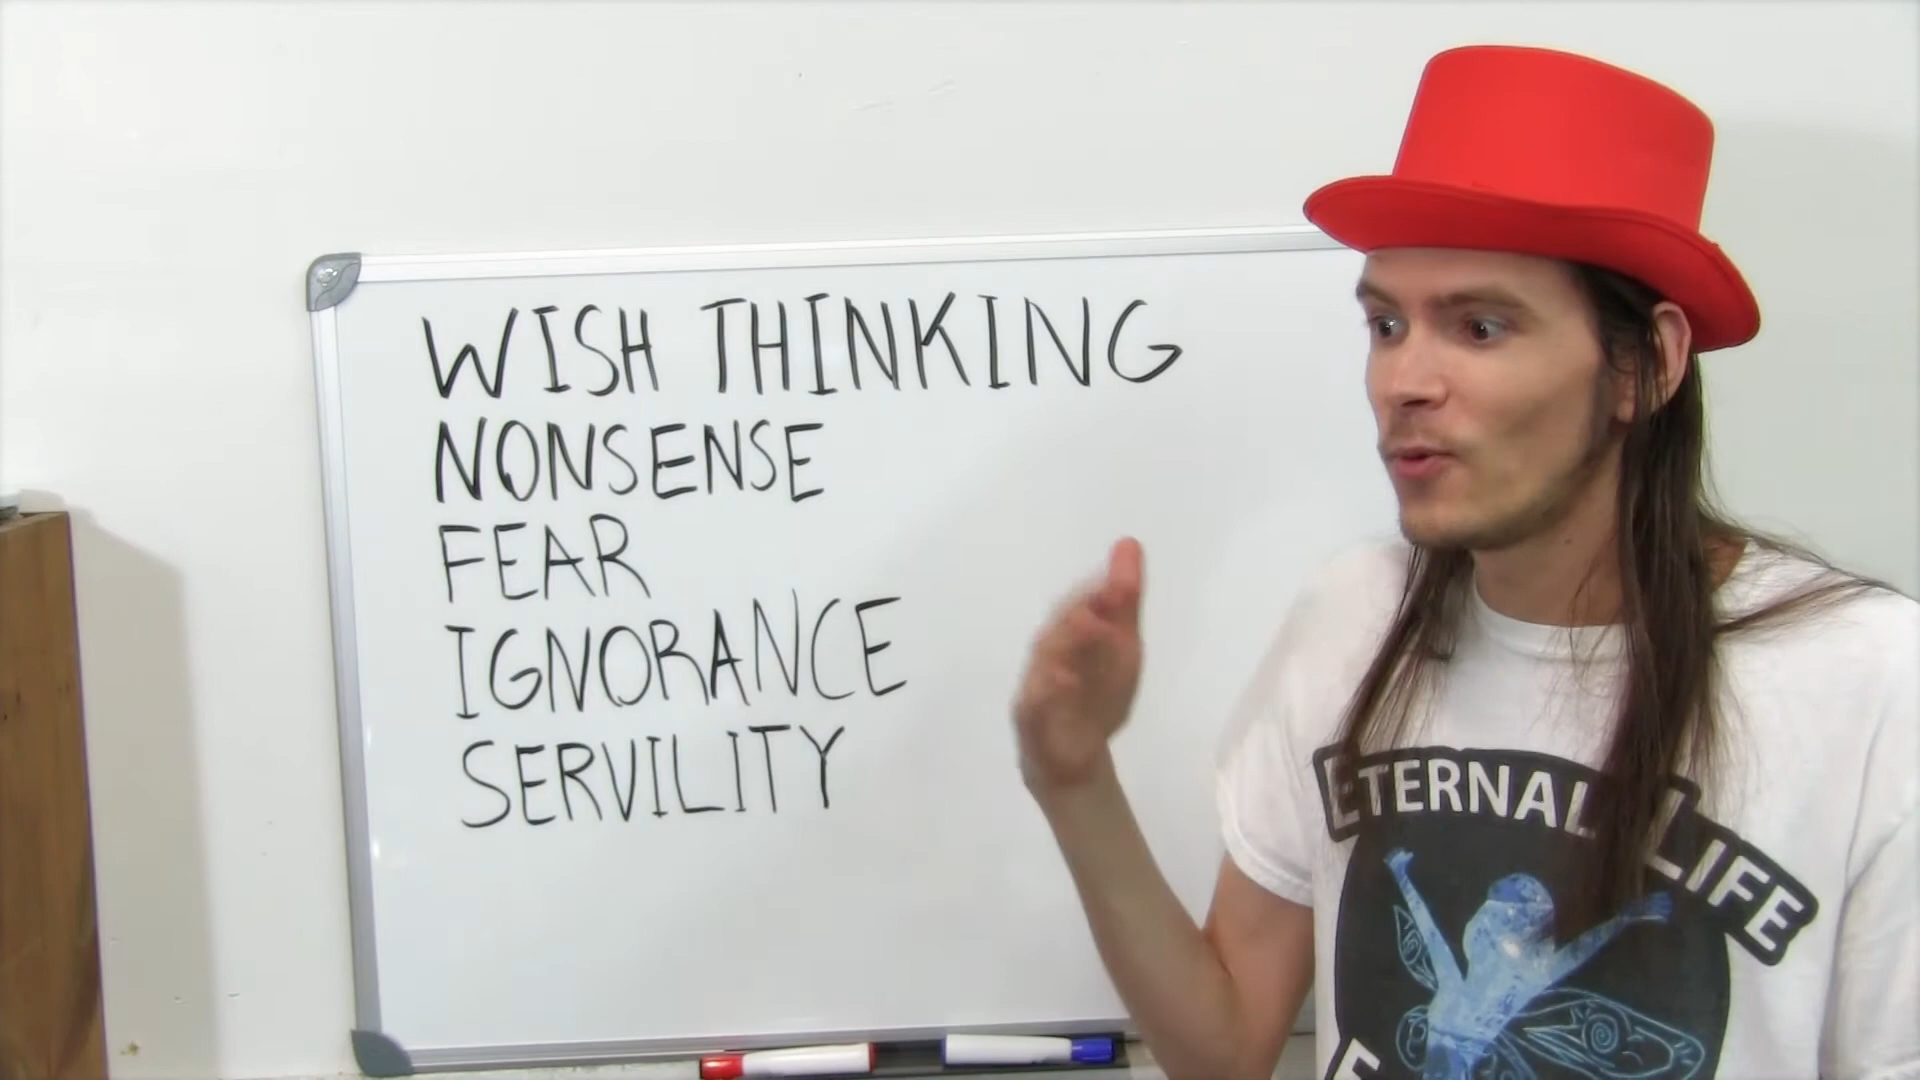 WISH THINKING
NONSENSE
FEAR
IGNORANCE
SERVILITY
ETERNAL LIFE